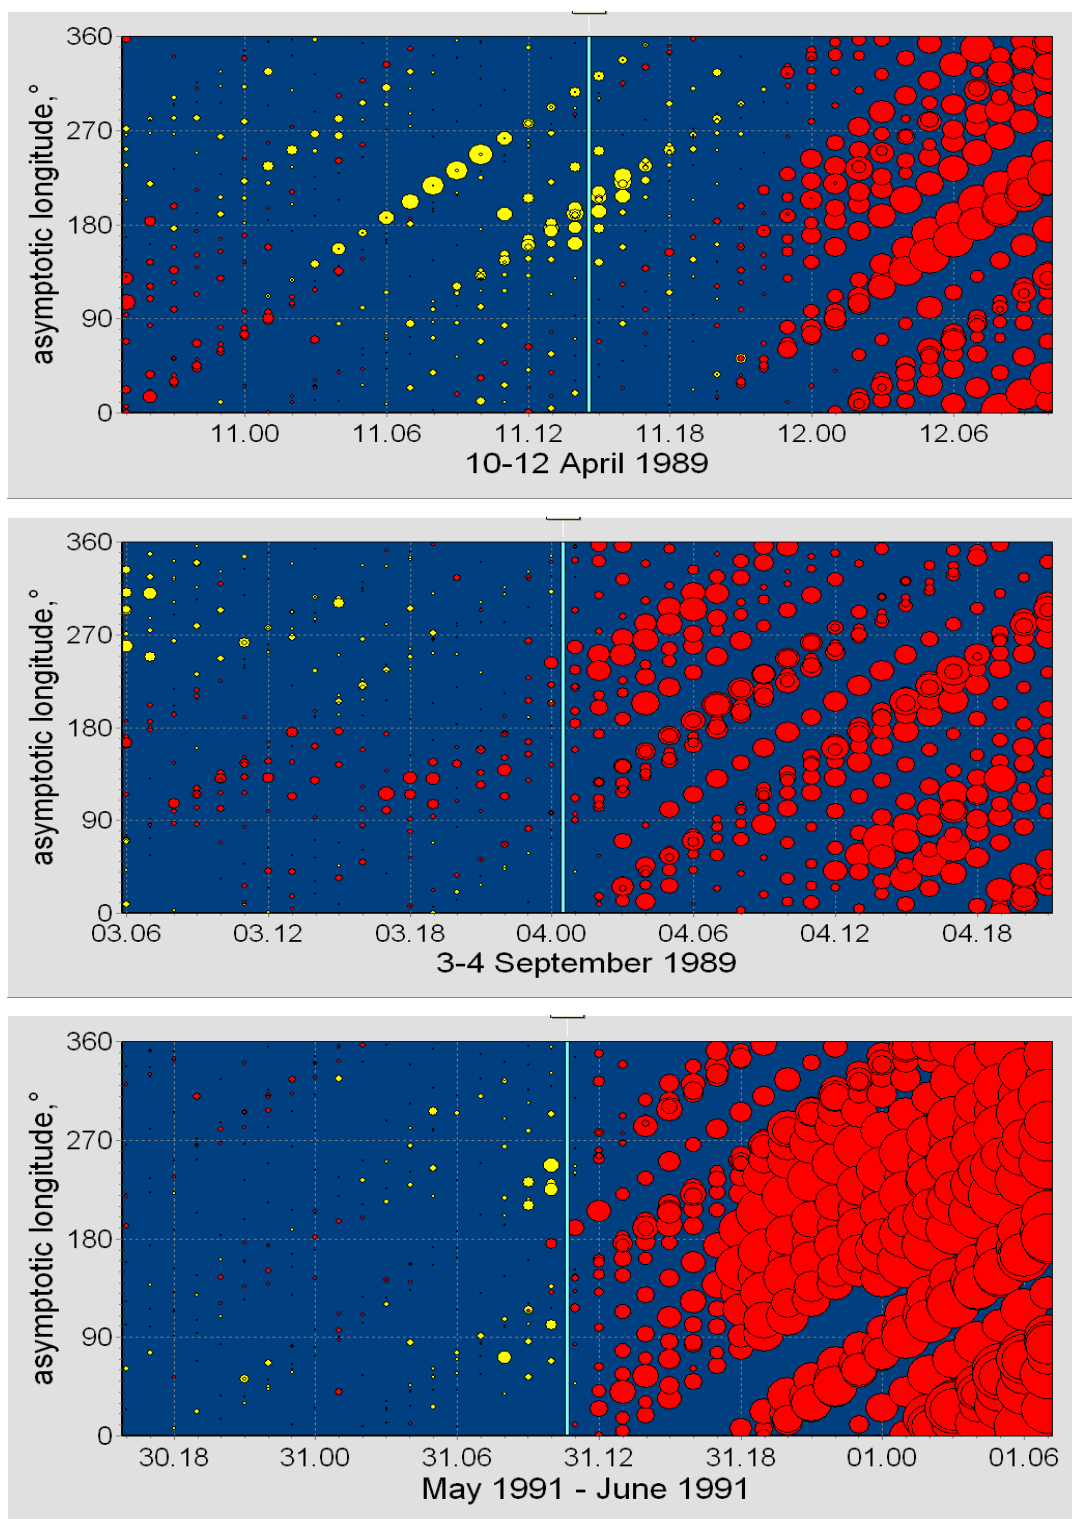 360
270
180
90
0
asymptotic longitude,°
11.00 11.06 11.12 11.18 12.00 12.06
10-12 April 1989
360
270
180
90
0
asymptotic longitude,°
03.06 03.12 03.18 04.00 04.06 04.12 04.18
3-4 September 1989
360
270
180
90
0
asymptotic longitude,°
30.18 31.00 31.06 31.12 31.18 01.00 01.06
May 1991 - June 1991